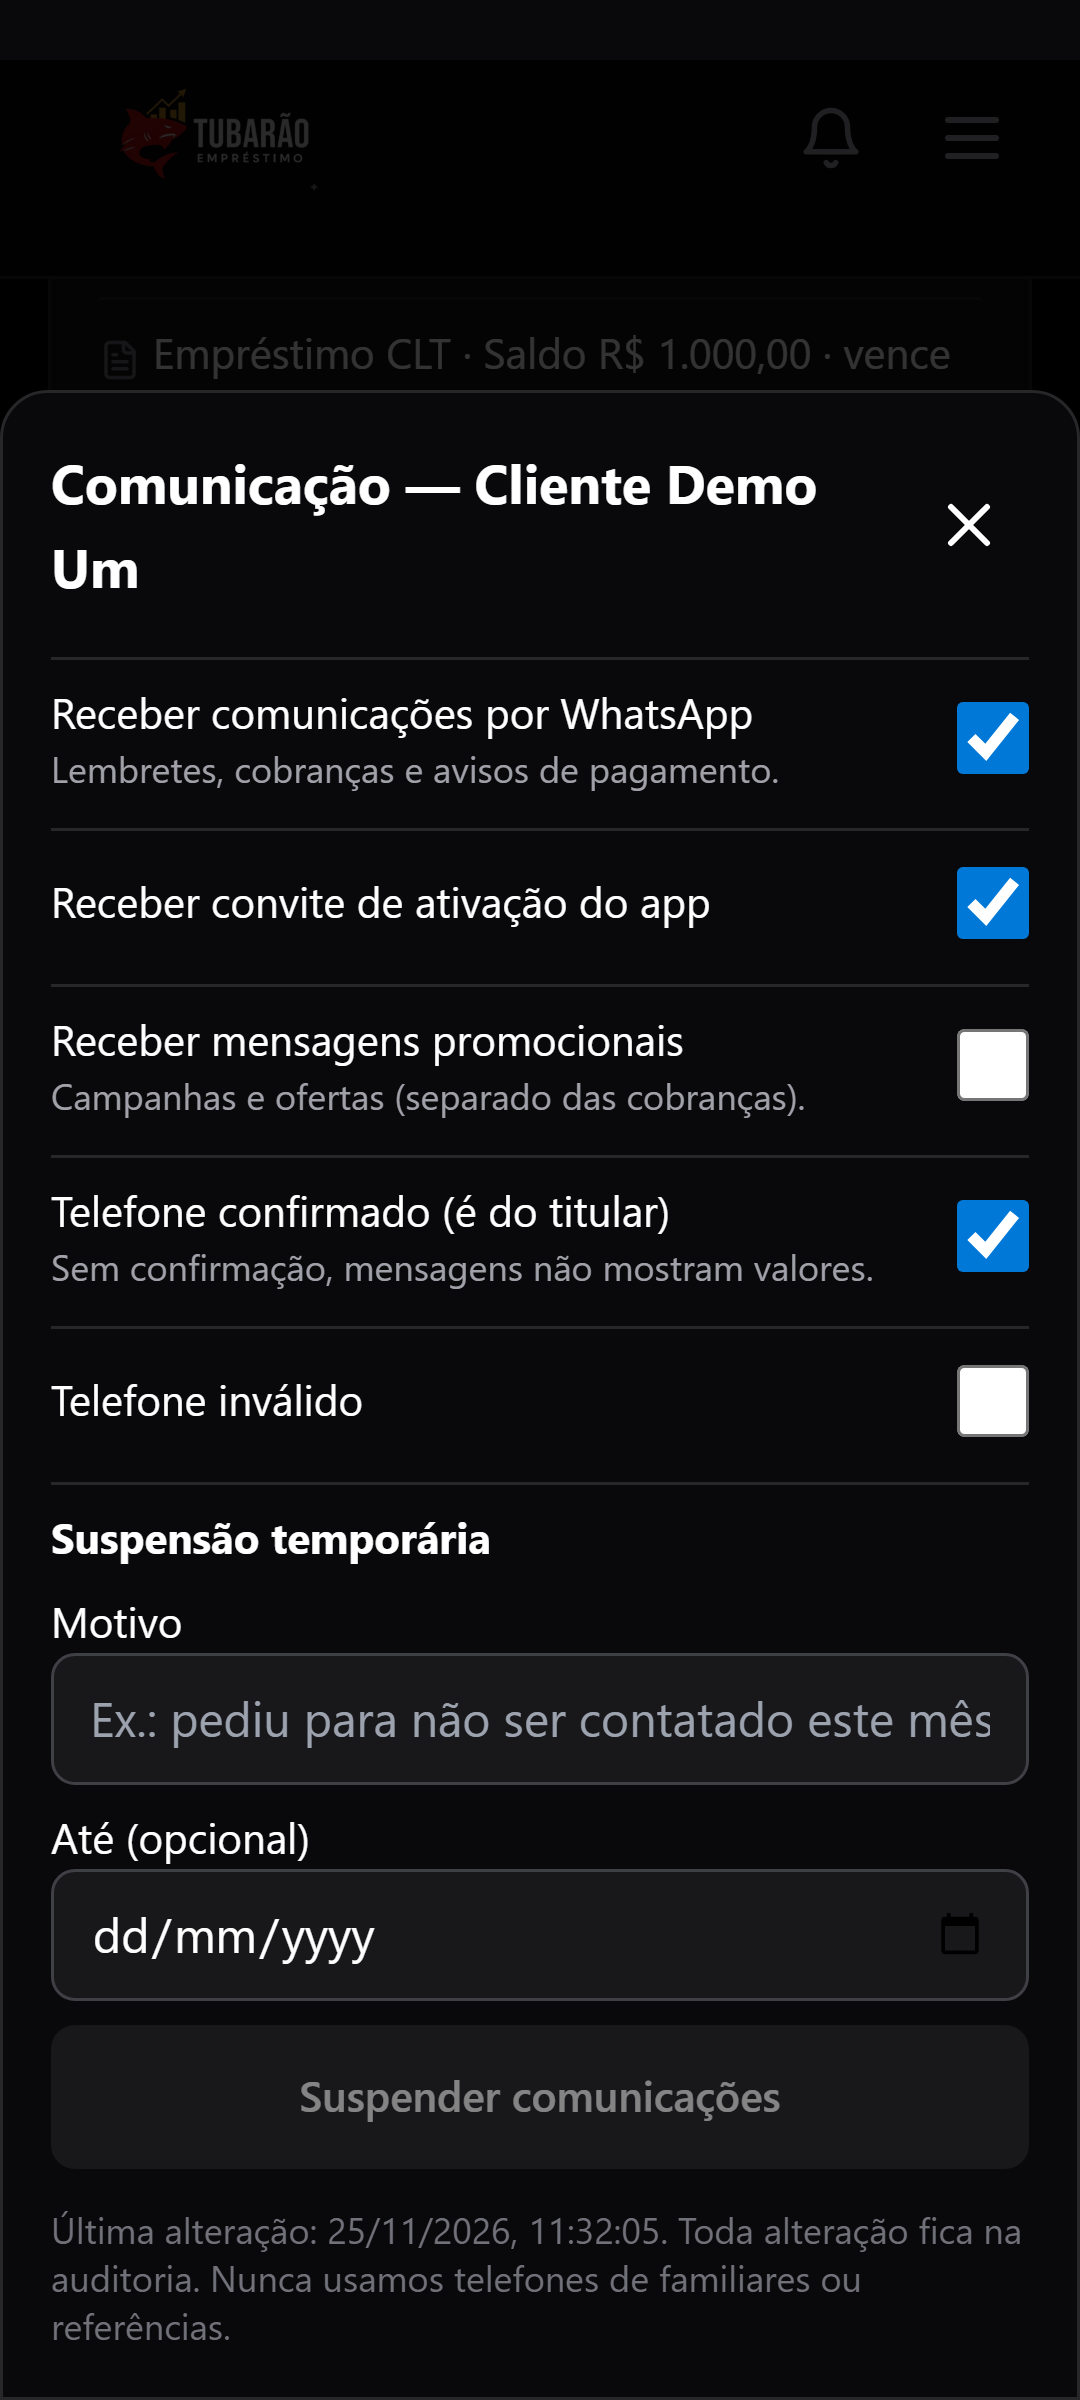 TUBARÃO
EMPRÉSTIMO
Empréstimo CLT · Saldo R$ 1.000,00 · vence
Comunicação — Cliente Demo
Um
Receber comunicações por WhatsApp
Lembretes, cobranças e avisos de pagamento.
Receber convite de ativação do app
Receber mensagens promocionais
Campanhas e ofertas (separado das cobranças).
Telefone confirmado (é do titular)
Sem confirmação, mensagens não mostram valores.
Telefone inválido
Suspensão temporária
Motivo
Ex.: pediu para não ser contatado este mês
Até (opcional)
dd/mm/yyyy
Suspender comunicações
Última alteração: 25/11/2026, 11:32:05. Toda alteração fica na
auditoria. Nunca usamos telefones de familiares ou
referências.